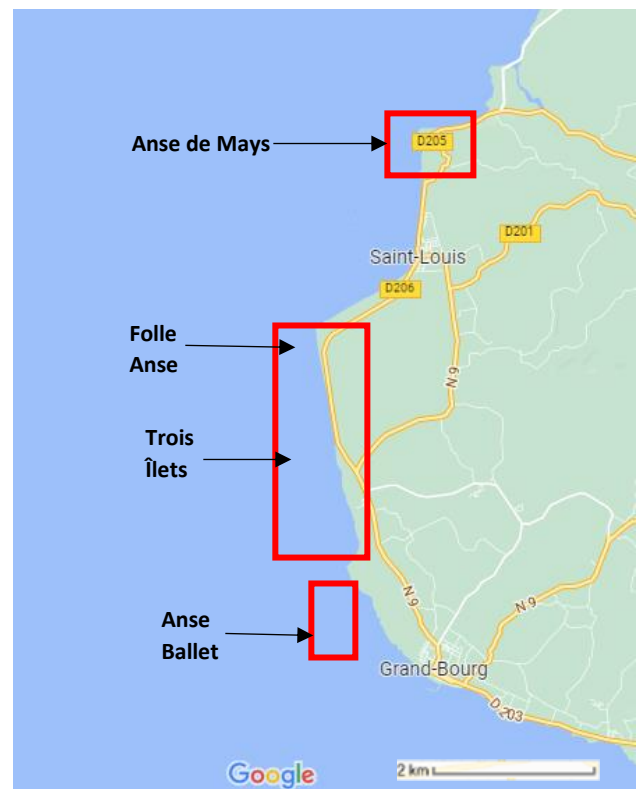 Anse de Mays
D205
D201
Saint-Louis
D206
Folle
Anse
N 9
Trois
Îlets
N 9
N 9
Anse
Ballet
Grand-Bourg
D 203
Google
2 km